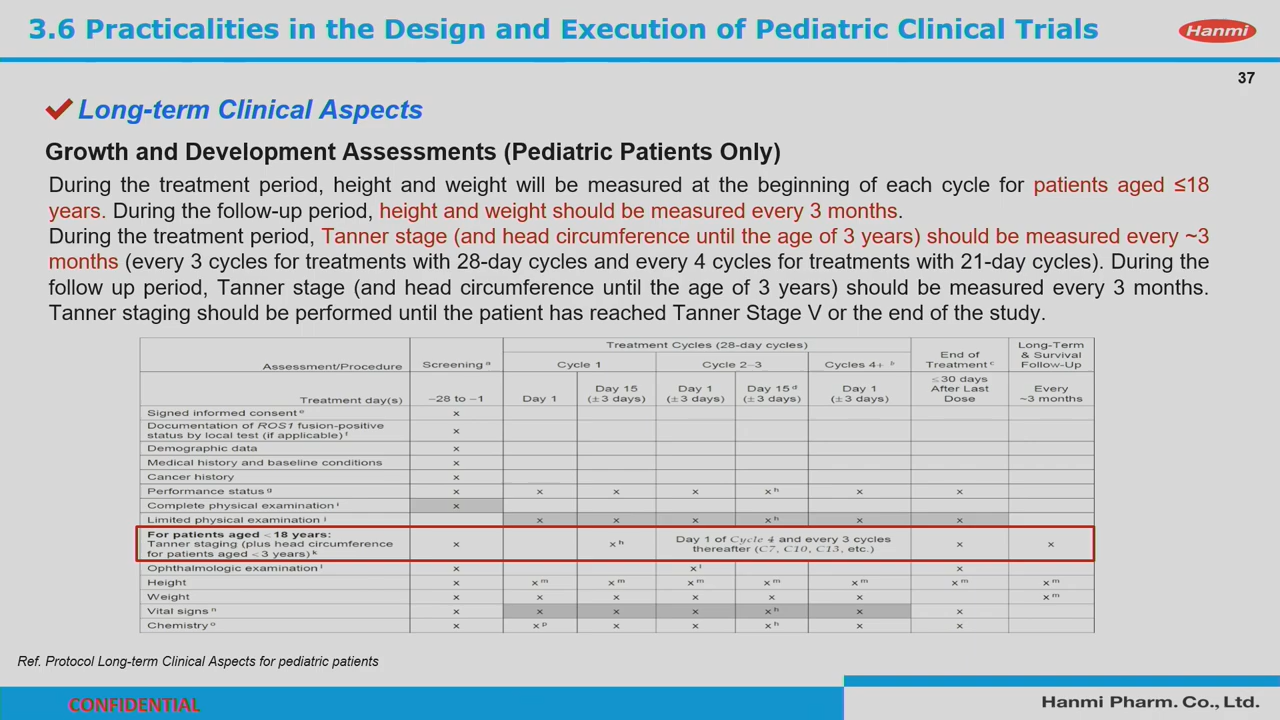 3.6 Practicalities in the Design and Execution of Pediatric Clinical Trials
Hanmi
37
Long-term Clinical Aspects
Growth and Development Assessments (Pediatric Patients Only)
During the treatment period, height and weight will be measured at the beginning of each cycle for patients aged ≤18
years. During the follow-up period, height and weight should be measured every 3 months.
During the treatment period, Tanner stage (and head circumference until the age of 3 years) should be measured every ~3
months (every 3 cycles for treatments with 28-day cycles and every 4 cycles for treatments with 21-day cycles). During the
follow up period, Tanner stage (and head circumference until the age of 3 years) should be measured every 3 months.
Tanner staging should be performed until the patient has reached Tanner Stage V or the end of the study.
Treatment Cycles (28-day cycles)
Assessment/Procedure Screening a Cycle 1 Cycle 2–3 Cycles 4+ b End of Treatment c Long-Term & Survival Follow-Up
Treatment day(s) −28 to −1 Day 1 Day 15 (±3 days) Day 1 (±3 days) Day 15 d (±3 days) Day 1 (±3 days) ≤30 days After Last Dose Every ~3 months
Signed informed consent e x
Documentation of ROS1 fusion-positive
status by local test (if applicable) f x
Demographic data x
Medical history and baseline conditions x
Cancer history x
Performance status g x x x x x h x x
Complete physical examination i x
Limited physical examination j x x x x h x x
For patients aged < 18 years:
Tanner staging (plus head circumference
for patients aged < 3 years) k x x h Day 1 of Cycle 4 and every 3 cycles thereafter (C7, C10, C13, etc.) x x
Ophthalmologic examination l x x l x
Height x x m x m x m x m x m x m x m
Weight x x x x x x x x m
Vital signs n x x x x x h x x
Chemistry o x x p x x x h x x
Ref. Protocol Long-term Clinical Aspects for pediatric patients
CONFIDENTIAL
Hanmi Pharm. Co., Ltd.